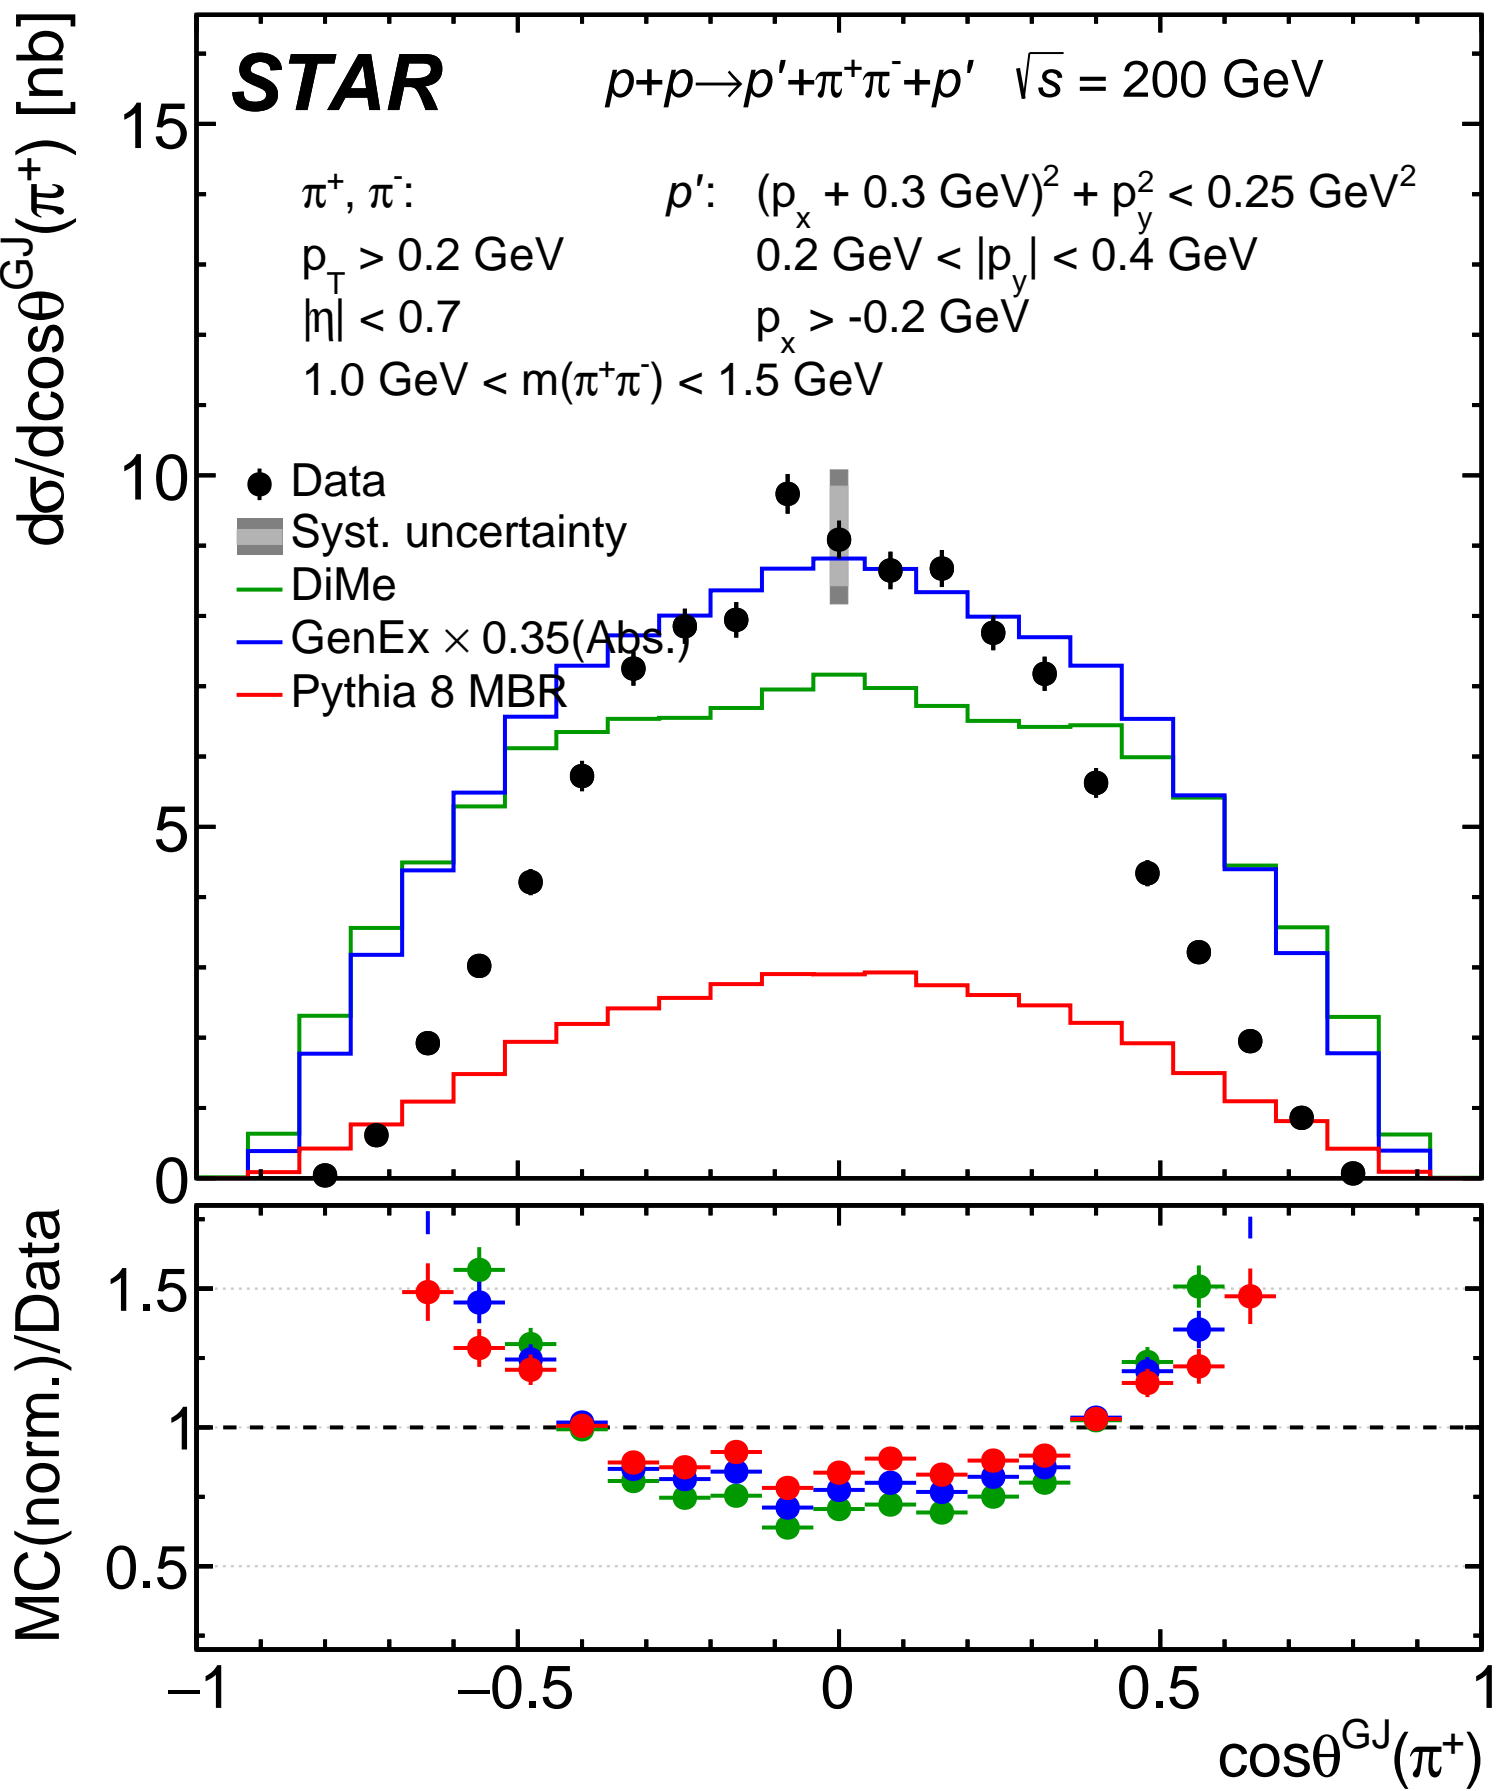 STAR p+p→p′+π⁺π⁻+p′ √s = 200 GeV
π⁺, π⁻: p′: (pₓ + 0.3 GeV)² + p_y² < 0.25 GeV²
p_T > 0.2 GeV 0.2 GeV < |p_y| < 0.4 GeV
|η| < 0.7 pₓ > -0.2 GeV
1.0 GeV < m(π⁺π⁻) < 1.5 GeV
Data
Syst. uncertainty
DiMe
GenEx × 0.35(Abs.)
Pythia 8 MBR
dσ/dcosθ^GJ(π⁺) [nb]
15
10
5
0
MC(norm.)/Data
1.5
1
0.5
−1 −0.5 0 0.5 1
cosθ^GJ(π⁺)